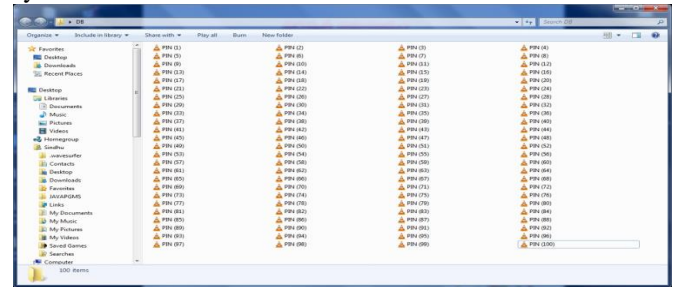 DB
Search DB
Organize Include in library Share with Play all Burn New folder
Favorites
Desktop
Downloads
Recent Places
Desktop
Libraries
Documents
Music
Pictures
Videos
Homegroup
Sindhu
.wavesurfer
Contacts
Desktop
Downloads
Favorites
JAYAPGMS
Links
My Documents
My Music
My Pictures
My Videos
Saved Games
Searches
Computer
PIN (1) PIN (2) PIN (3) PIN (4)
PIN (5) PIN (6) PIN (7) PIN (8)
PIN (9) PIN (10) PIN (11) PIN (12)
PIN (13) PIN (14) PIN (15) PIN (16)
PIN (17) PIN (18) PIN (19) PIN (20)
PIN (21) PIN (22) PIN (23) PIN (24)
PIN (25) PIN (26) PIN (27) PIN (28)
PIN (29) PIN (30) PIN (31) PIN (32)
PIN (33) PIN (34) PIN (35) PIN (36)
PIN (37) PIN (38) PIN (39) PIN (40)
PIN (41) PIN (42) PIN (43) PIN (44)
PIN (45) PIN (46) PIN (47) PIN (48)
PIN (49) PIN (50) PIN (51) PIN (52)
PIN (53) PIN (54) PIN (55) PIN (56)
PIN (57) PIN (58) PIN (59) PIN (60)
PIN (61) PIN (62) PIN (63) PIN (64)
PIN (65) PIN (66) PIN (67) PIN (68)
PIN (69) PIN (70) PIN (71) PIN (72)
PIN (73) PIN (74) PIN (75) PIN (76)
PIN (77) PIN (78) PIN (79) PIN (80)
PIN (81) PIN (82) PIN (83) PIN (84)
PIN (85) PIN (86) PIN (87) PIN (88)
PIN (89) PIN (90) PIN (91) PIN (92)
PIN (93) PIN (94) PIN (95) PIN (96)
PIN (97) PIN (98) PIN (99) PIN (100)
100 items